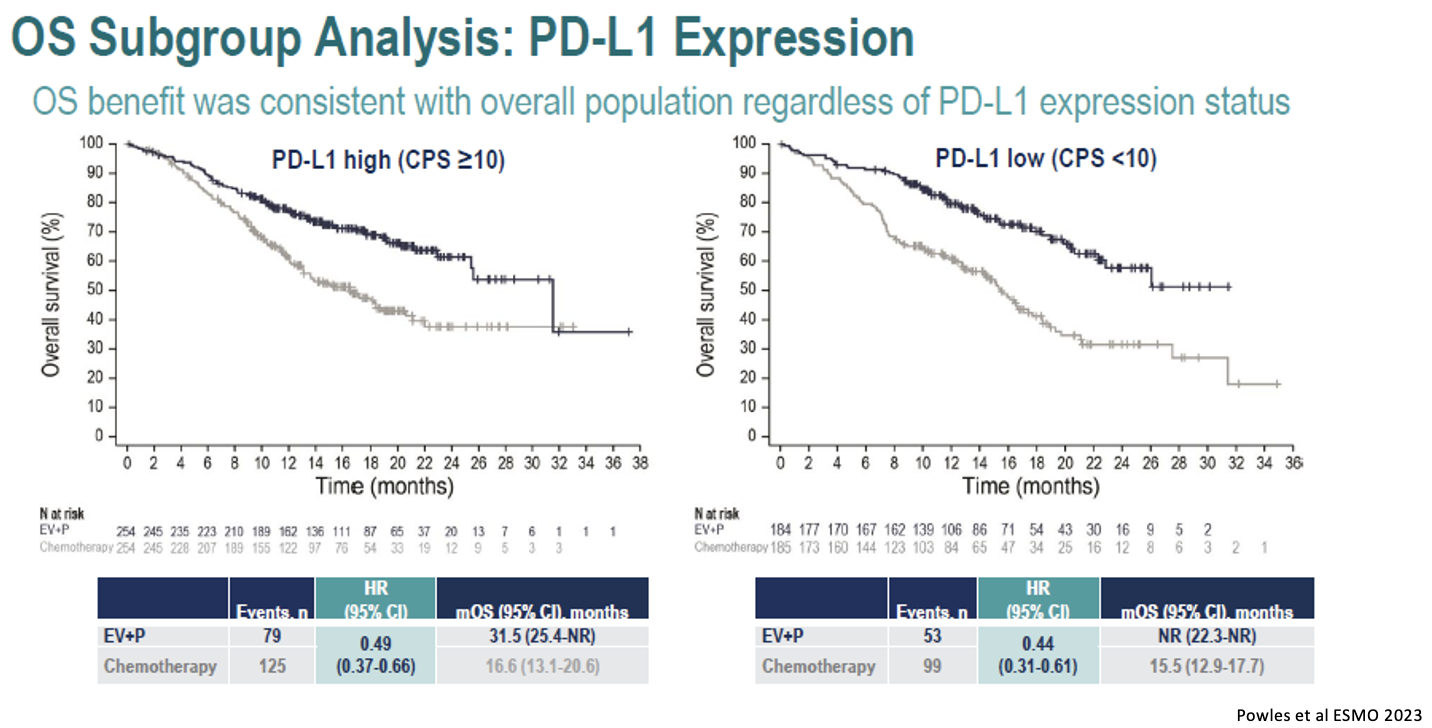 OS Subgroup Analysis: PD-L1 Expression
OS benefit was consistent with overall population regardless of PD-L1 expression status
PD-L1 high (CPS ≥10)
Overall survival (%)
100
90
80
70
60
50
40
30
20
10
0
0 2 4 6 8 10 12 14 16 18 20 22 24 26 28 30 32 34 36 38
Time (months)
N at risk
EV+P 254 245 235 223 210 189 162 136 111 87 65 37 20 13 7 6 1 1 1
Chemotherapy 254 245 228 207 189 155 122 97 76 54 33 19 12 9 5 3 3
Events, n HR (95% CI) mOS (95% CI), months
EV+P 79 0.49 (0.37-0.66) 31.5 (25.4-NR)
Chemotherapy 125 16.6 (13.1-20.6)
PD-L1 low (CPS <10)
Overall survival (%)
100
90
80
70
60
50
40
30
20
10
0
0 2 4 6 8 10 12 14 16 18 20 22 24 26 28 30 32 34 36
Time (months)
N at risk
EV+P 184 177 170 167 162 139 106 86 71 54 43 30 16 9 5 2
Chemotherapy 185 173 160 144 123 103 84 65 47 34 25 16 12 8 6 3 2 1
Events, n HR (95% CI) mOS (95% CI), months
EV+P 53 0.44 (0.31-0.61) NR (22.3-NR)
Chemotherapy 99 15.5 (12.9-17.7)
Powles et al ESMO 2023